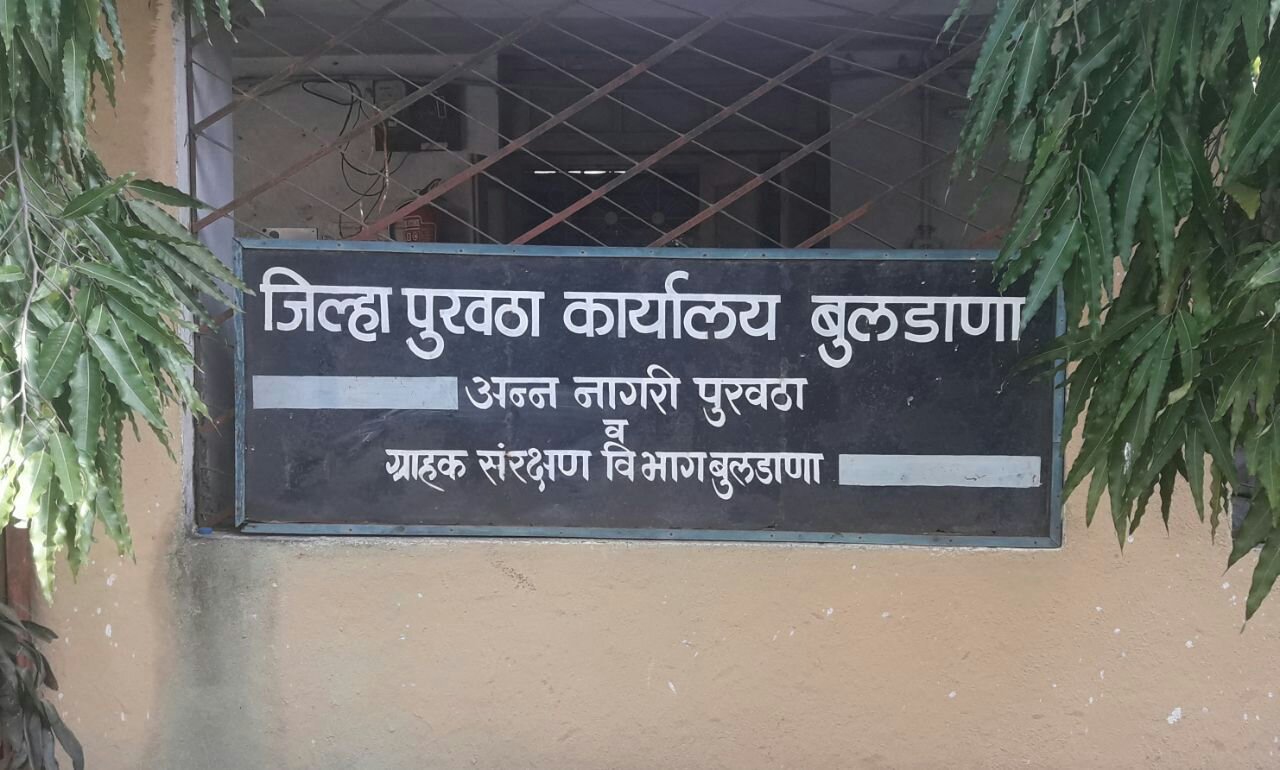 जिल्हा पुरवठा कार्यालय बुलडाणा
अन्न नागरी पुरवठा
व
ग्राहक संरक्षण विभाग बुलडाणा